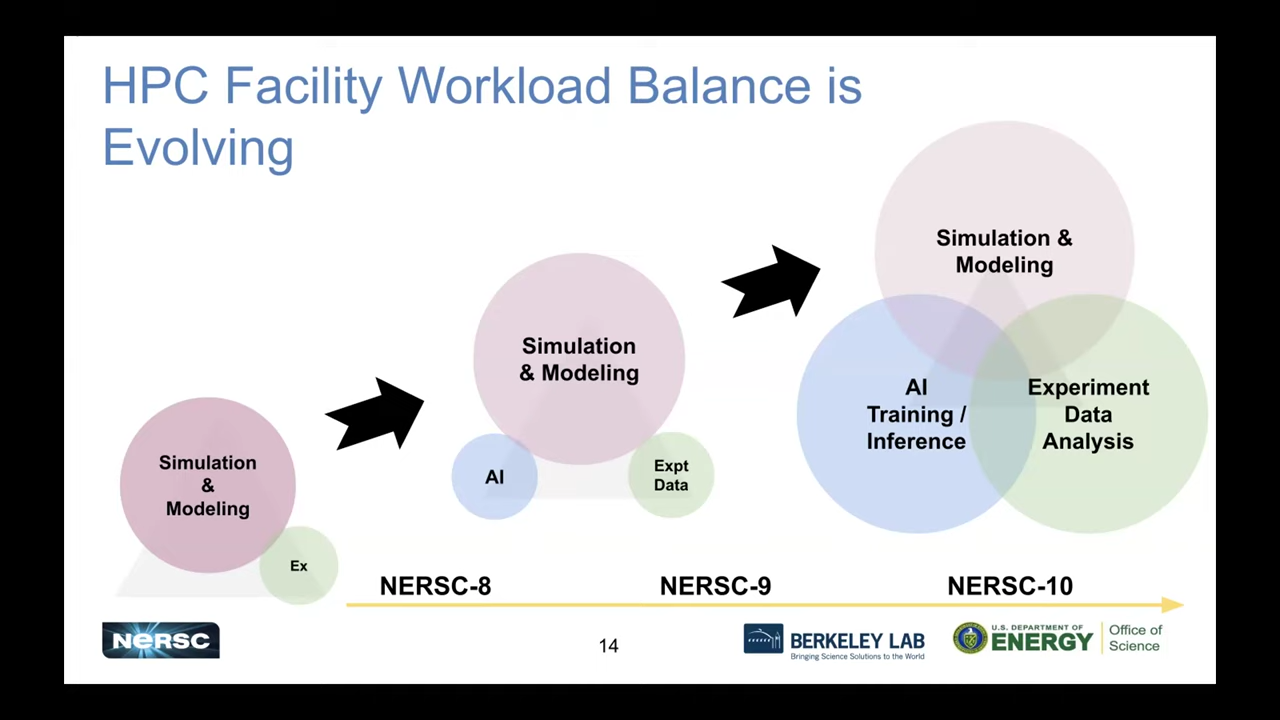 HPC Facility Workload Balance is
Evolving
Simulation
&
Modeling
Ex
Simulation
& Modeling
AI
Expt
Data
Simulation &
Modeling
AI
Training /
Inference
Experiment
Data
Analysis
NERSC-8
NERSC-9
NERSC-10
NERSC
14
BERKELEY LAB
Bringing Science Solutions to the World
U.S. DEPARTMENT OF
ENERGY
Office of
Science